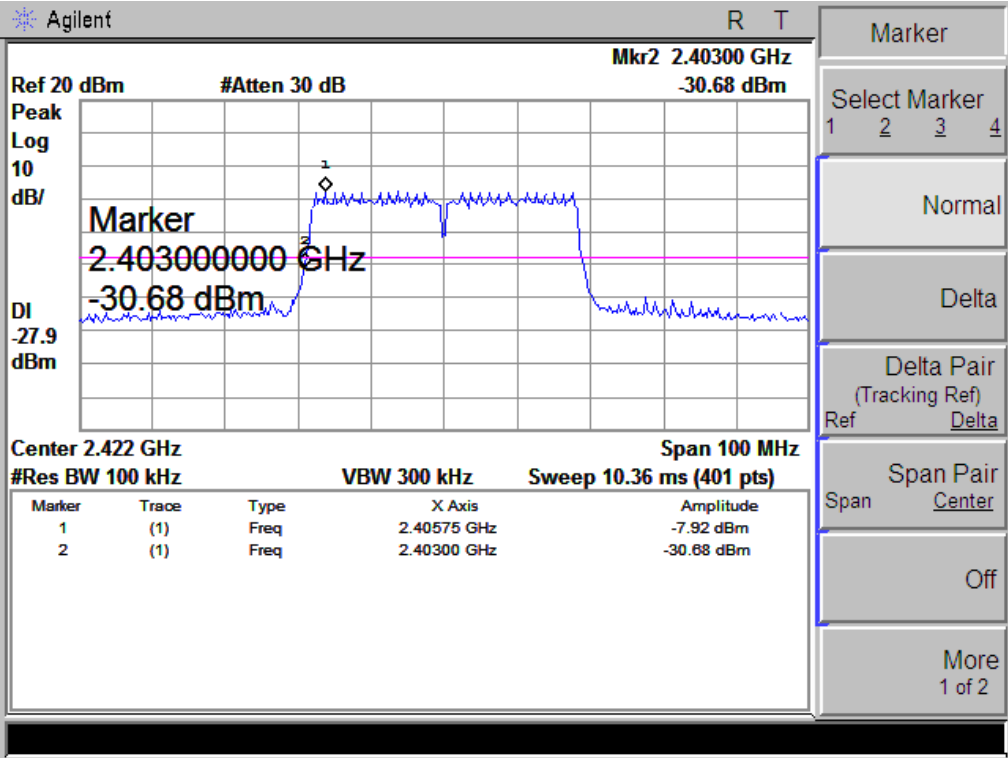 Agilent R T
Mkr2 2.40300 GHz
Ref 20 dBm #Atten 30 dB -30.68 dBm
Peak
Log
10
dB/
1
2
Marker
2.403000000 GHz
-30.68 dBm
DI
-27.9
dBm
Center 2.422 GHz Span 100 MHz
#Res BW 100 kHz VBW 300 kHz Sweep 10.36 ms (401 pts)
Marker Trace Type X Axis Amplitude
1 (1) Freq 2.40575 GHz -7.92 dBm
2 (1) Freq 2.40300 GHz -30.68 dBm
Marker
Select Marker
1 2 3 4
Normal
Delta
Delta Pair
(Tracking Ref)
Ref Delta
Span Pair
Span Center
Off
More
1 of 2